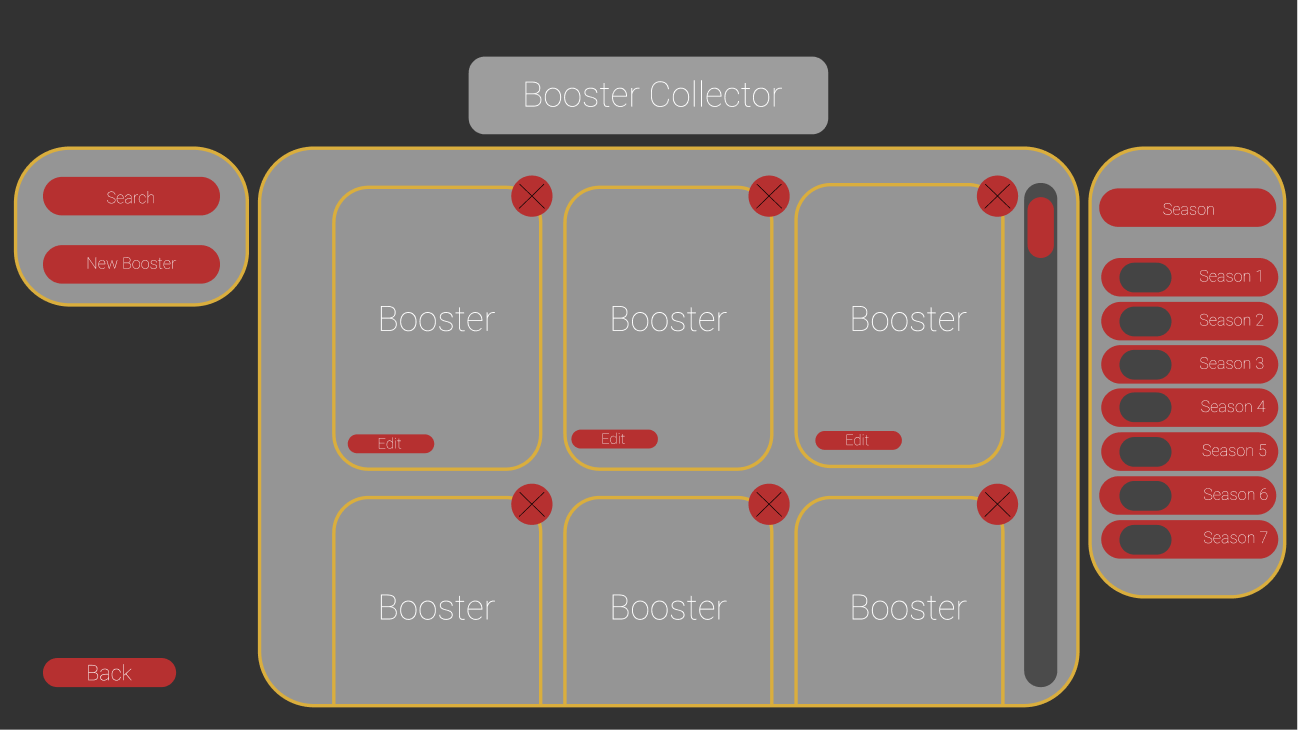 Booster Collector
Search
New Booster
Booster
Booster
Booster
Edit
Edit
Edit
Booster
Booster
Booster
Season
Season 1
Season 2
Season 3
Season 4
Season 5
Season 6
Season 7
Back